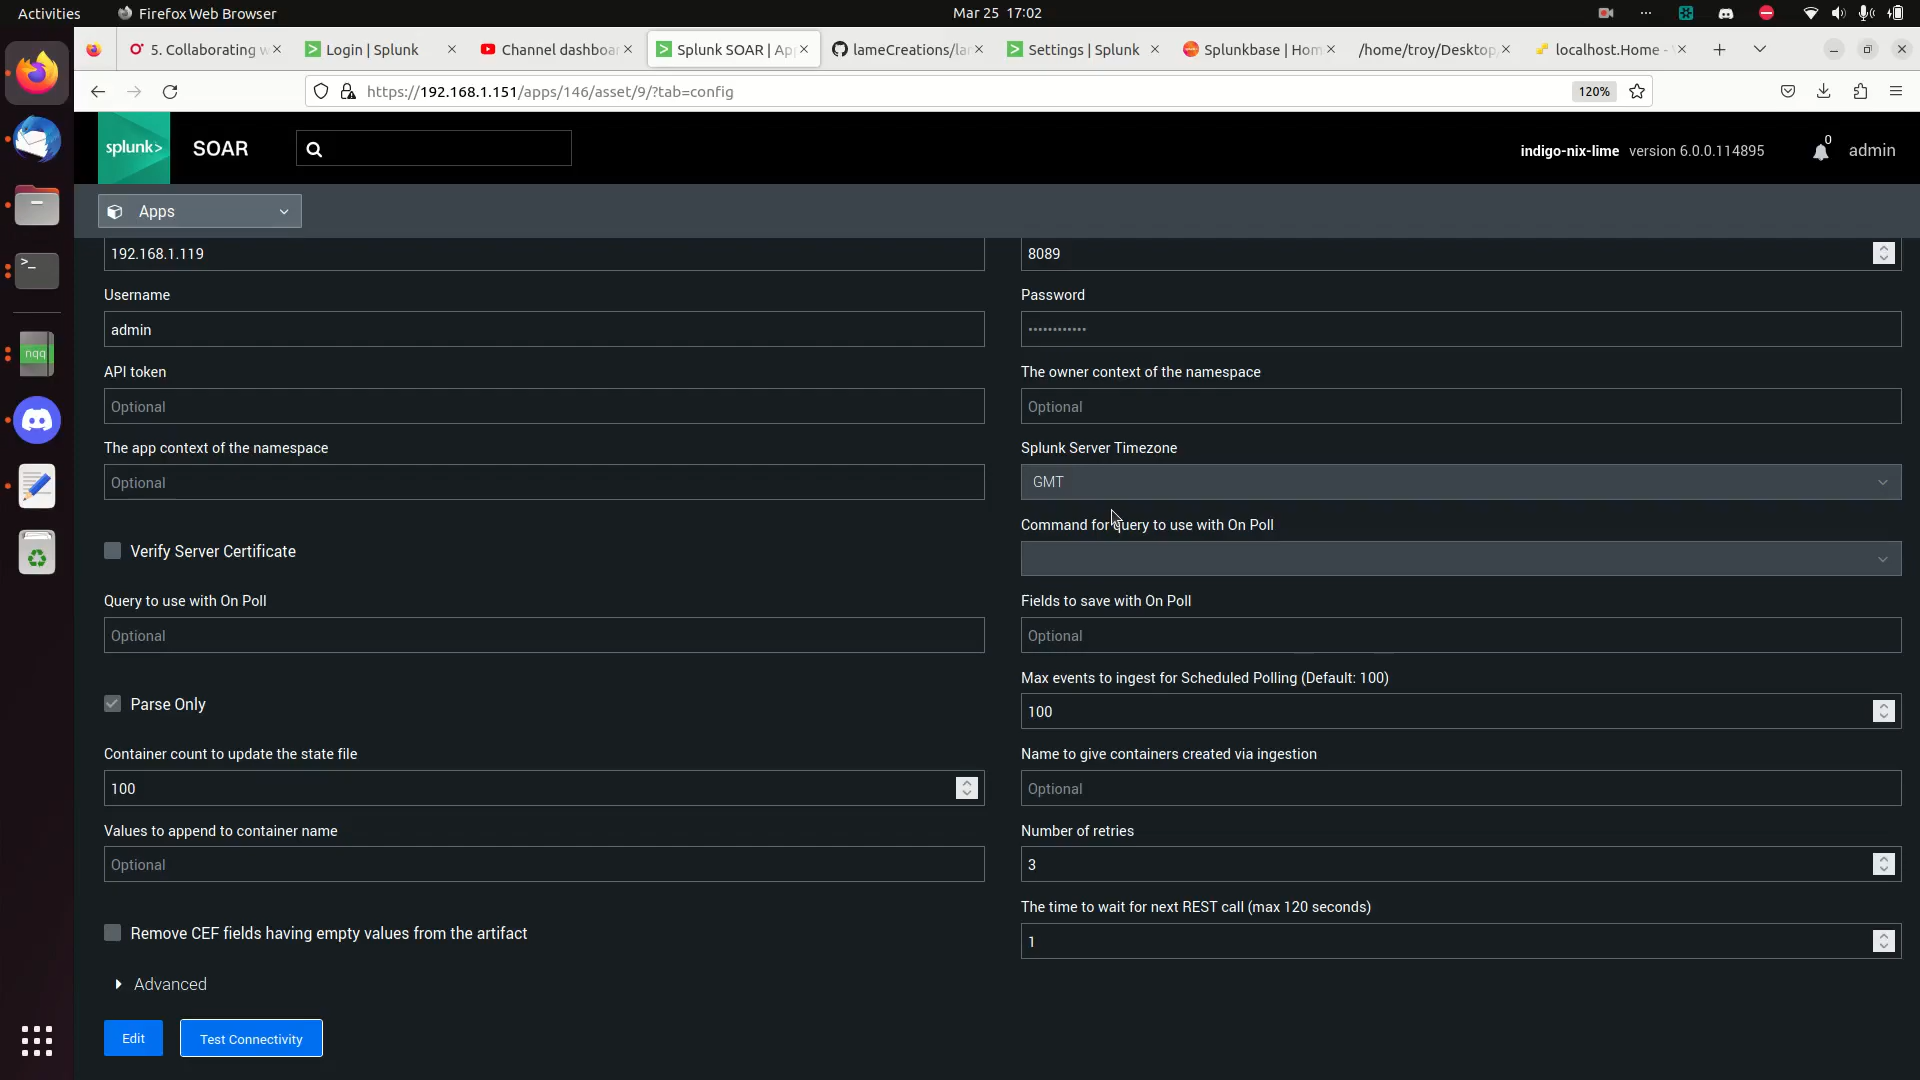 Activities
Firefox Web Browser
Mar 25 17:02
5. Collaborating w
Login | Splunk
Channel dashboa
Splunk SOAR | Ap
lameCreations/la
Settings | Splunk
Splunkbase | Hom
/home/troy/Desktop
localhost.Home -
https://192.168.1.151/apps/146/asset/9/?tab=config
120%
splunk>
SOAR
indigo-nix-lime version 6.0.0.114895
0
admin
Apps
192.168.1.119
8089
Username
Password
admin
••••••••••••
API token
The owner context of the namespace
Optional
Optional
The app context of the namespace
Splunk Server Timezone
Optional
GMT
Command for query to use with On Poll
Verify Server Certificate
Query to use with On Poll
Fields to save with On Poll
Optional
Optional
Max events to ingest for Scheduled Polling (Default: 100)
Parse Only
100
Container count to update the state file
Name to give containers created via ingestion
100
Optional
Values to append to container name
Number of retries
Optional
3
The time to wait for next REST call (max 120 seconds)
Remove CEF fields having empty values from the artifact
1
Advanced
Edit
Test Connectivity
nqq